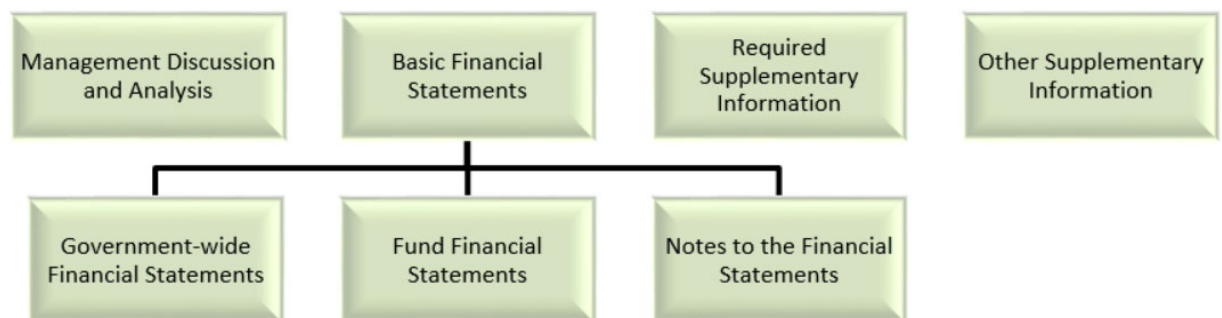 Management Discussion
and Analysis
Basic Financial
Statements
Required
Supplementary
Information
Other Supplementary
Information
Government-wide
Financial Statements
Fund Financial
Statements
Notes to the Financial
Statements